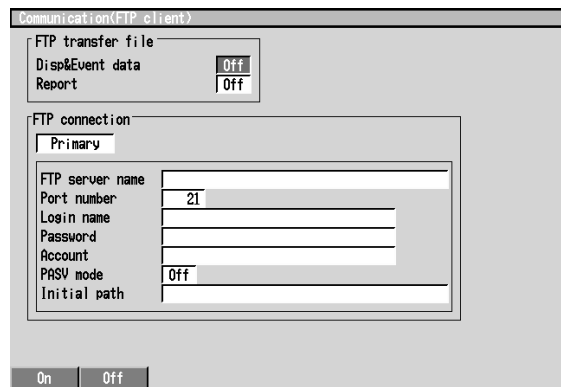 Communication(FTP client)
FTP transfer file
Disp&Event data Off
Report Off
FTP connection
Primary
FTP server name
Port number 21
Login name
Password
Account
PASV mode Off
Initial path
On Off